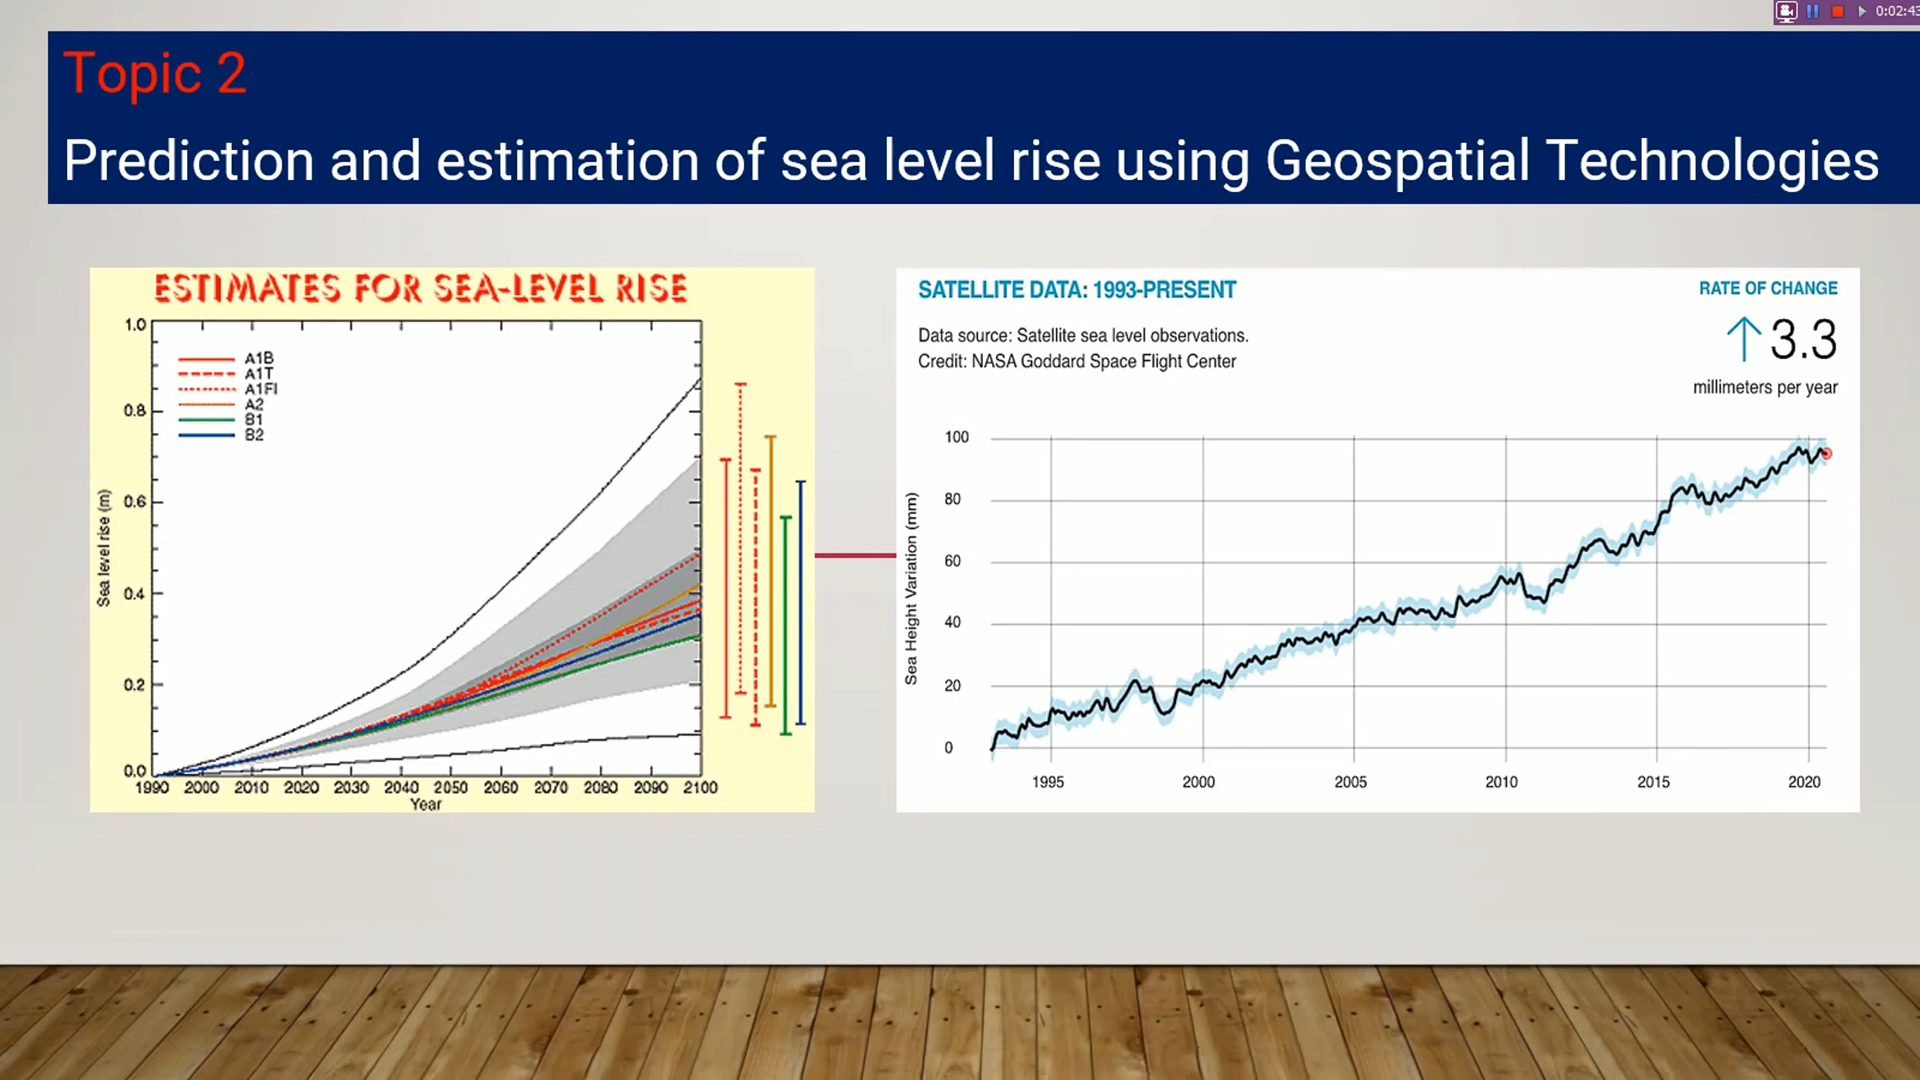 0:02:43
Topic 2
Prediction and estimation of sea level rise using Geospatial Technologies
ESTIMATES FOR SEA-LEVEL RISE
1.0
0.8
0.6
0.4
0.2
0.0
Sea level rise (m)
A1B
A1T
A1FI
A2
B1
B2
1990 2000 2010 2020 2030 2040 2050 2060 2070 2080 2090 2100
Year
SATELLITE DATA: 1993-PRESENT
Data source: Satellite sea level observations.
Credit: NASA Goddard Space Flight Center
RATE OF CHANGE
↑ 3.3
millimeters per year
Sea Height Variation (mm)
100
80
60
40
20
0
1995 2000 2005 2010 2015 2020